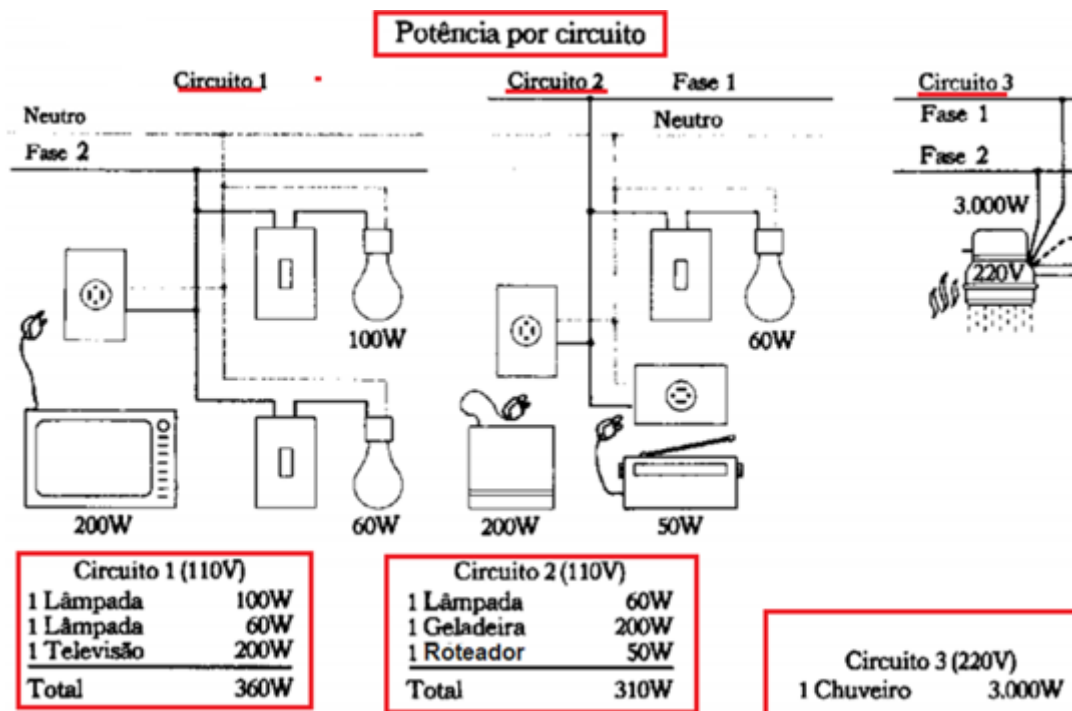 Potência por circuito
Circuito 1
Neutro
Fase 2
100W
200W
60W
Circuito 2
Fase 1
Neutro
60W
200W
50W
Circuito 3
Fase 1
Fase 2
3.000W
220V
Circuito 1 (110V)
1 Lâmpada 100W
1 Lâmpada 60W
1 Televisão 200W
Total 360W
Circuito 2 (110V)
1 Lâmpada 60W
1 Geladeira 200W
1 Roteador 50W
Total 310W
Circuito 3 (220V)
1 Chuveiro 3.000W